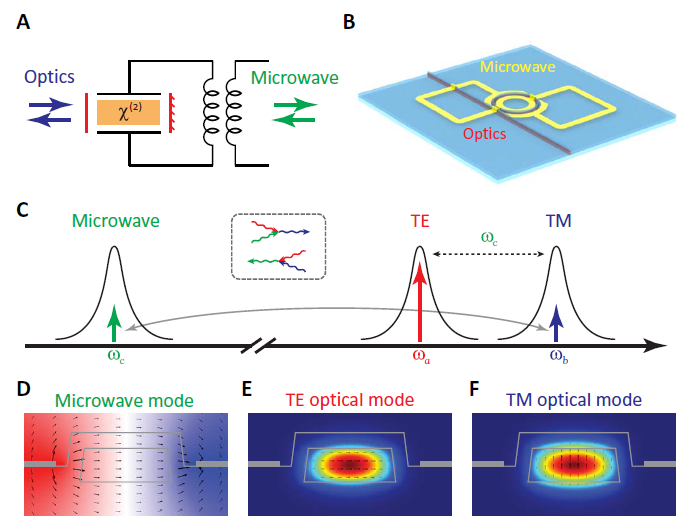 A
B
Optics
Microwave
χ(2)
Microwave
Optics
C
Microwave
TE
TM
ωc
ωc
ωa
ωb
D
Microwave mode
E
TE optical mode
F
TM optical mode